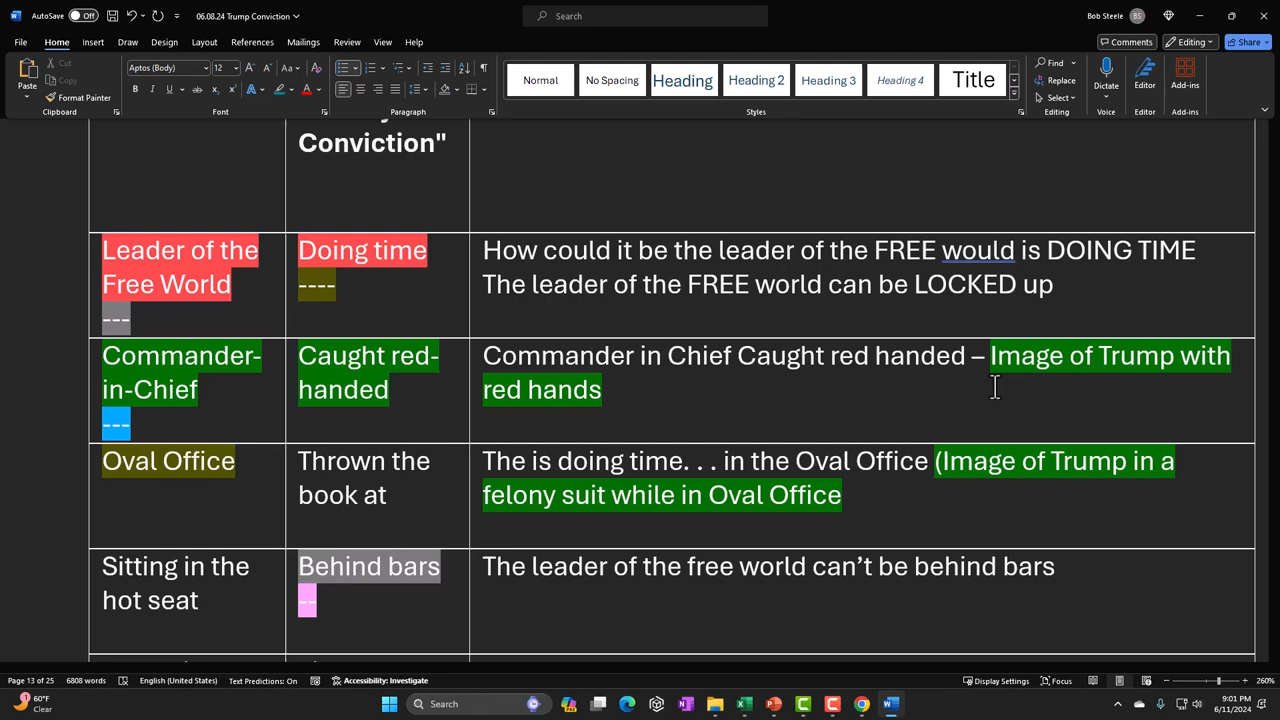 AutoSave Off 06.08.24 Trump Conviction Search Bob Steele BS
File Home Insert Draw Design Layout References Mailings Review View Help Comments Editing Share
Paste Cut Copy Format Painter
Aptos (Body) 12
Normal No Spacing Heading Heading 2 Heading 3 Heading 4 Title
Find Replace Select Dictate Editor Add-ins
Clipboard Font Paragraph Styles Editing Voice Editor Add-ins
Conviction"
Leader of the
Free World
---
Doing time
----
How could it be the leader of the FREE would is DOING TIME
The leader of the FREE world can be LOCKED up
Commander-
in-Chief
---
Caught red-
handed
Commander in Chief Caught red handed – Image of Trump with
red hands
Oval Office
Thrown the
book at
The is doing time. . . in the Oval Office (Image of Trump in a
felony suit while in Oval Office
Sitting in the
hot seat
Behind bars
--
The leader of the free world can’t be behind bars
Page 13 of 25 6808 words English (United States) Text Predictions: On Accessibility: Investigate Display Settings Focus 260%
60°F
Clear
Search
9:01 PM
6/11/2024